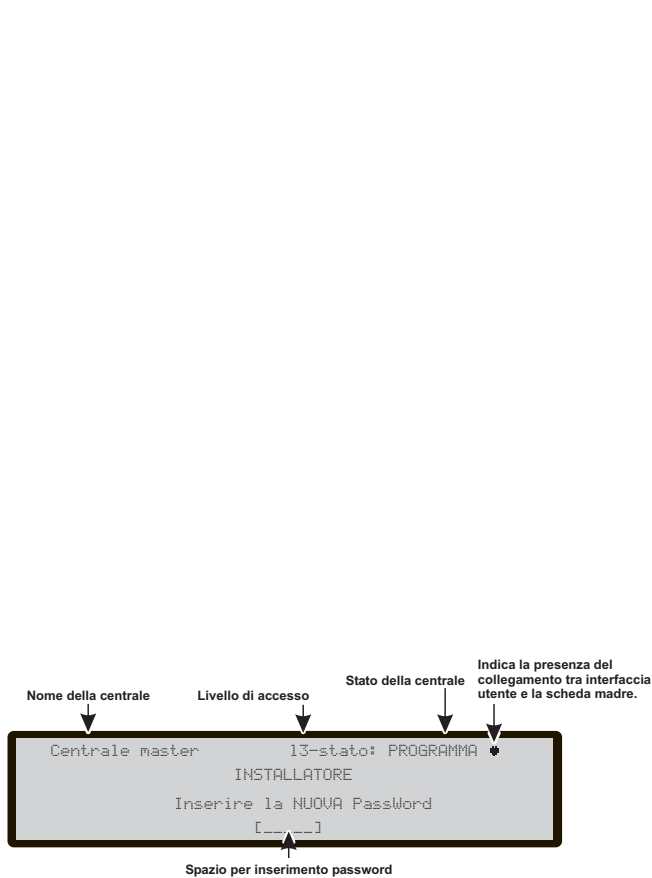 Indica la presenza del
collegamento tra interfaccia
utente e la scheda madre.
Stato della centrale
Nome della centrale
Livello di accesso
Centrale master l3-stato: PROGRAMMA
INSTALLATORE
Inserire la NUOVA PassWord
[_____]
Spazio per inserimento password